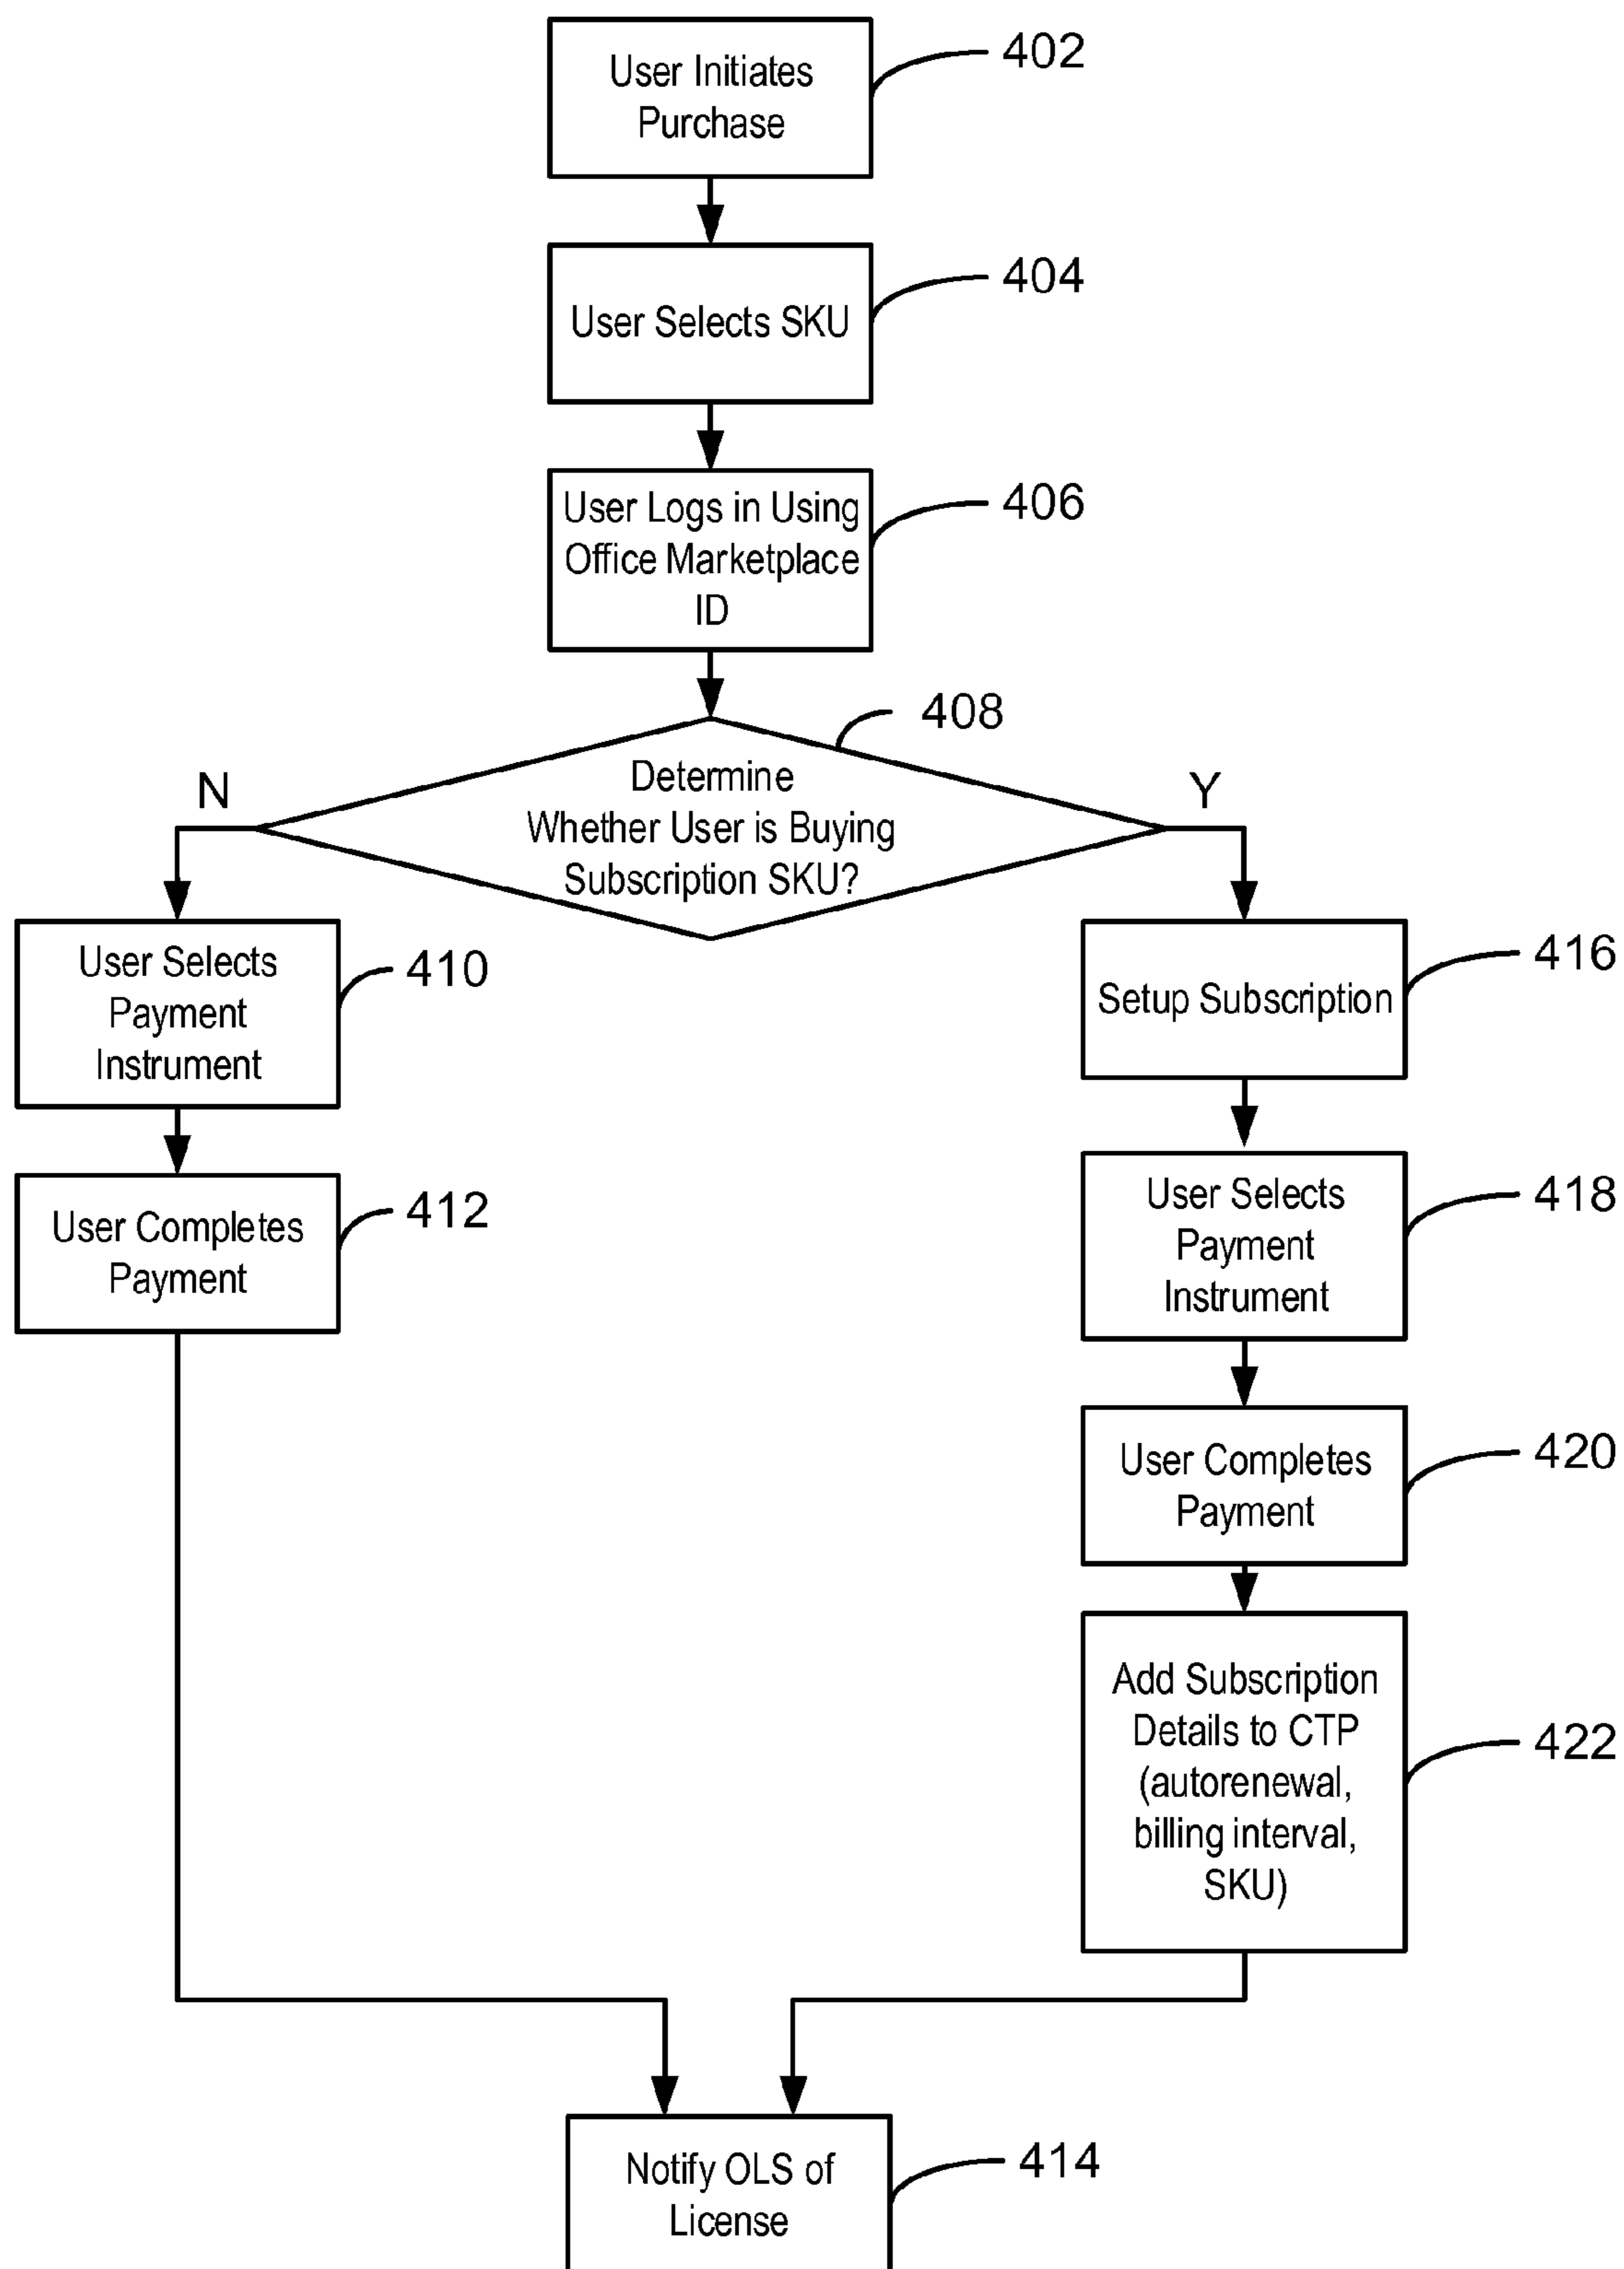 User Initiates
Purchase
402
User Selects SKU
404
User Logs in Using
Office Marketplace
ID
406
408
Determine
Whether User is Buying
Subscription SKU?
N
Y
User Selects
Payment
Instrument
410
User Completes
Payment
412
Setup Subscription
416
User Selects
Payment
Instrument
418
User Completes
Payment
420
Add Subscription
Details to CTP
(autorenewal,
billing interval,
SKU)
422
Notify OLS of
License
414